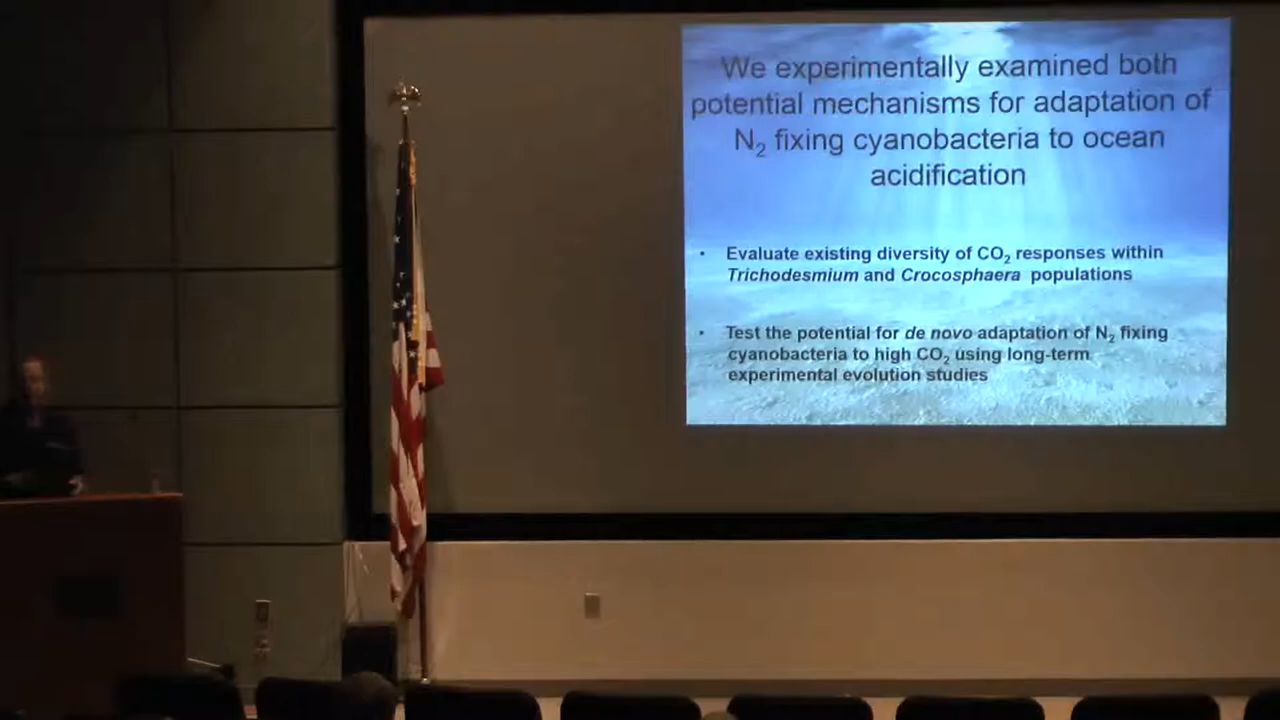 We experimentally examined both
potential mechanisms for adaptation of
N₂ fixing cyanobacteria to ocean
acidification
• Evaluate existing diversity of CO₂ responses within
Trichodesmium and Crocosphaera populations
• Test the potential for de novo adaptation of N₂ fixing
cyanobacteria to high CO₂ using long-term
experimental evolution studies